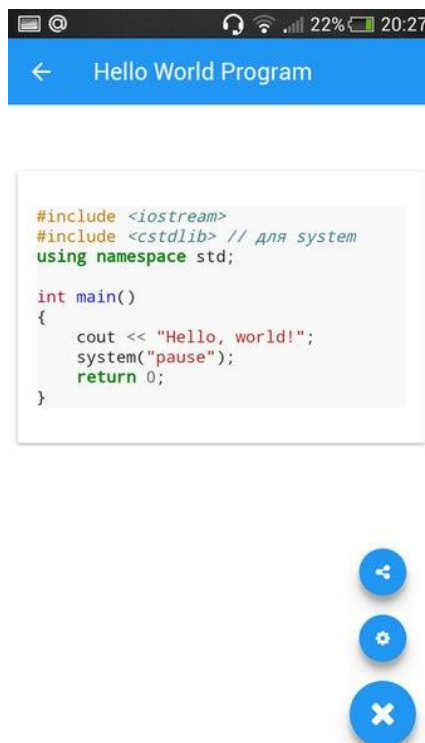 22% 20:27
Hello World Program
#include <iostream>
#include <cstdlib> // для system
using namespace std;
int main()
{
    cout << "Hello, world!";
    system("pause");
    return 0;
}